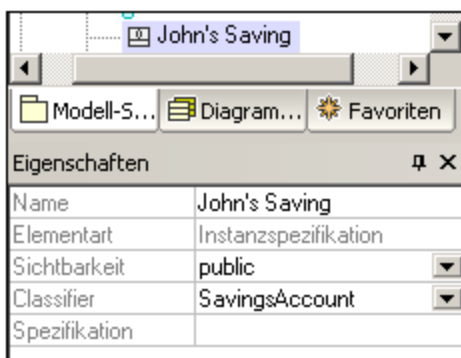 John's Saving
Modell-S... Diagram... Favoriten
Eigenschaften
Name John's Saving
Elementart Instanzspezifikation
Sichtbarkeit public
Classifier SavingsAccount
Spezifikation